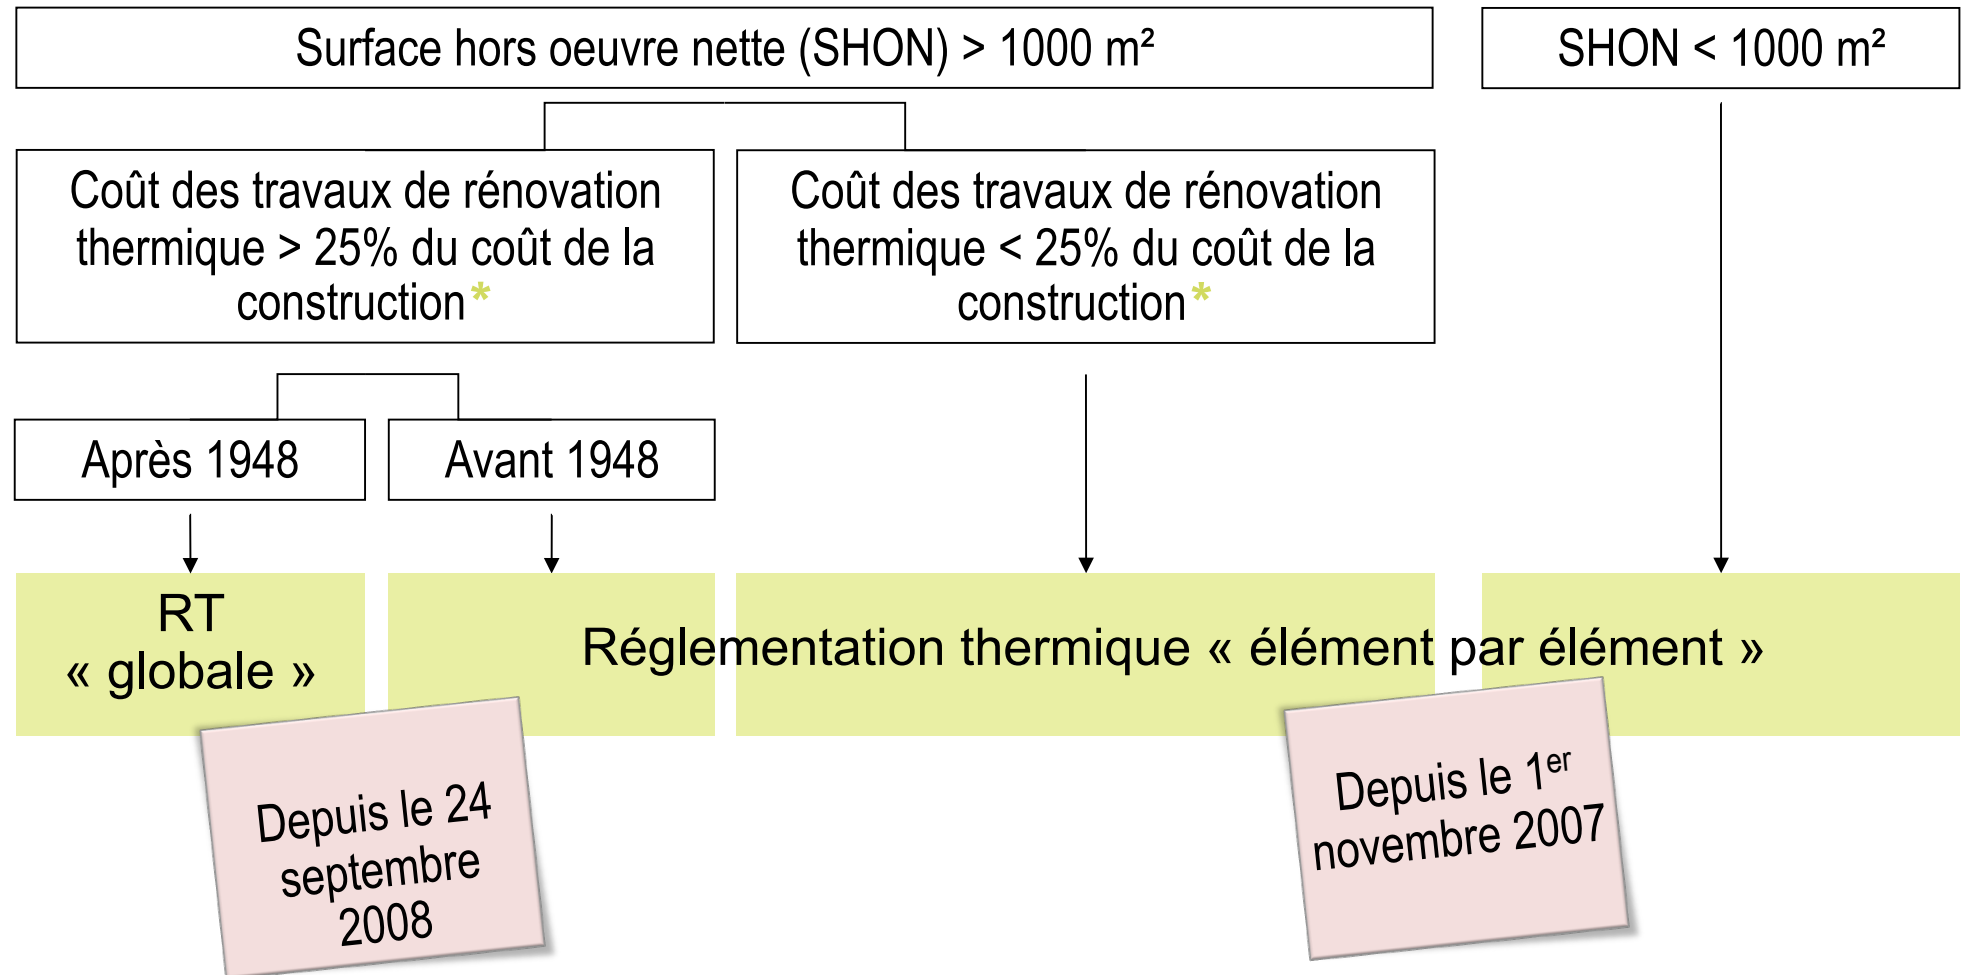 Surface hors oeuvre nette (SHON) > 1000 m²
SHON < 1000 m²
Coût des travaux de rénovation
thermique > 25% du coût de la
construction*
Coût des travaux de rénovation
thermique < 25% du coût de la
construction*
Après 1948
Avant 1948
RT
« globale »
Réglementation thermique « élément par élément »
Depuis le 24
septembre
2008
Depuis le 1er
novembre 2007